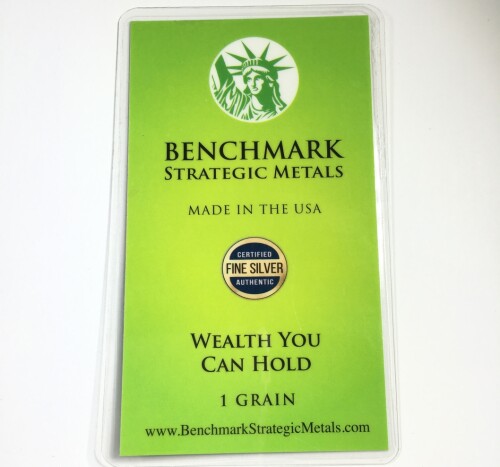 BENCHMARK
STRATEGIC METALS
MADE IN THE USA
CERTIFIED
FINE SILVER
AUTHENTIC
WEALTH YOU
CAN HOLD
1 GRAIN
www.BenchmarkStrategicMetals.com